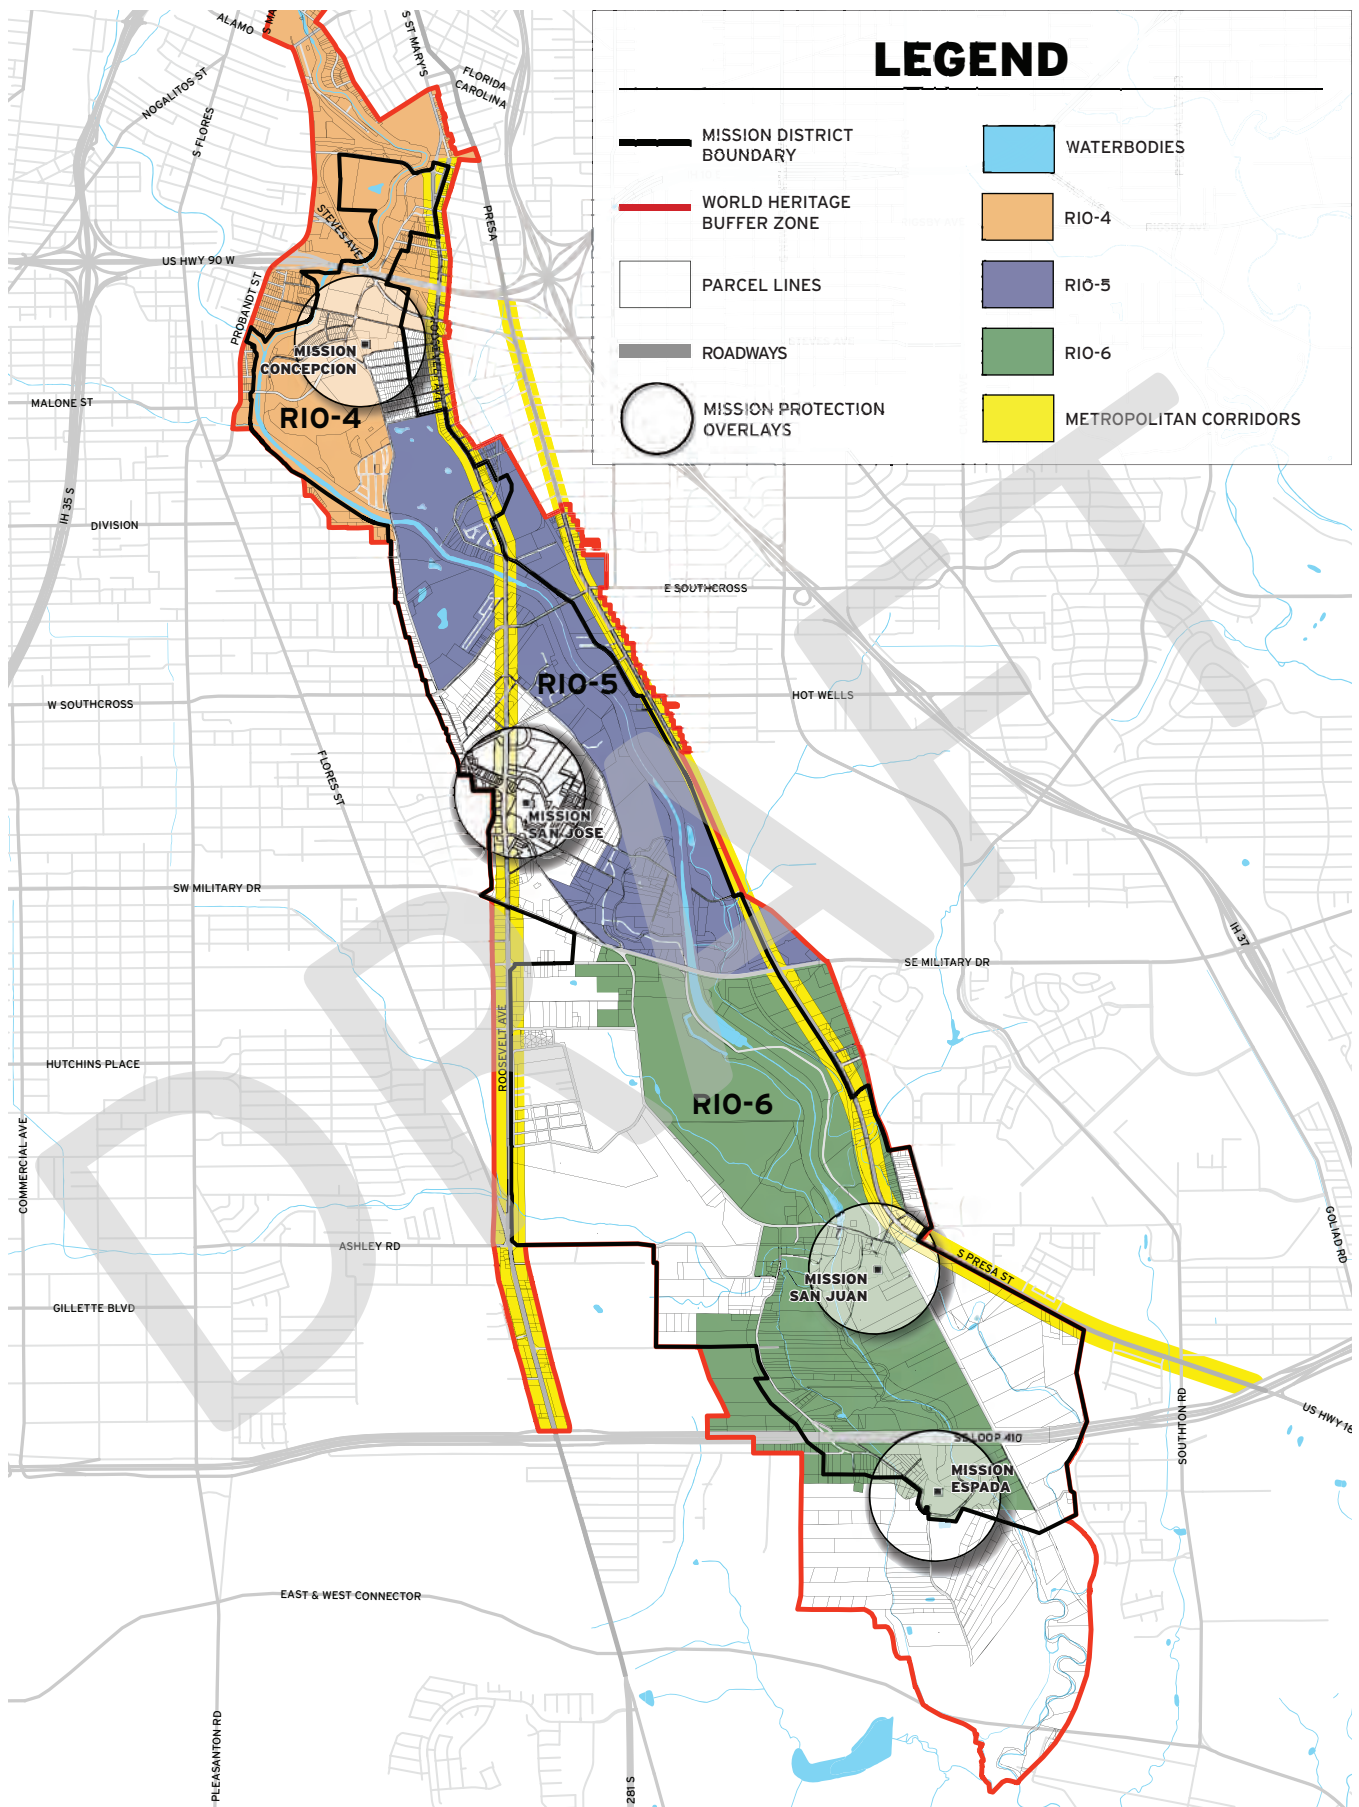 LEGEND
MISSION DISTRICT
BOUNDARY
WORLD HERITAGE
BUFFER ZONE
PARCEL LINES
ROADWAYS
MISSION PROTECTION
OVERLAYS
WATERBODIES
RIO-4
RIO-5
RIO-6
METROPOLITAN CORRIDORS
ALAMO
S ST MARY'S
FLORIDA
CAROLINA
NOGALITOS ST
S FLORES
PRESA
STEVES AVE
US HWY 90 W
PROBANDT ST
MISSION
CONCEPCION
ROOSEVELT AVE
MALONE ST
RIO-4
IH 35 S
DIVISION
E SOUTHCROSS
RIO-5
HOT WELLS
W SOUTHCROSS
FLORES ST
MISSION
SAN JOSE
SW MILITARY DR
IH 37
SE MILITARY DR
ROOSEVELT AVE
HUTCHINS PLACE
RIO-6
COMMERCIAL AVE
ASHLEY RD
GOLIAD RD
S PRESA ST
MISSION
SAN JUAN
GILLETTE BLVD
SOUTHTON RD
US HWY 18
SE LOOP 410
MISSION
ESPADA
EAST & WEST CONNECTOR
PLEASANTON RD
281 S
DRAFT